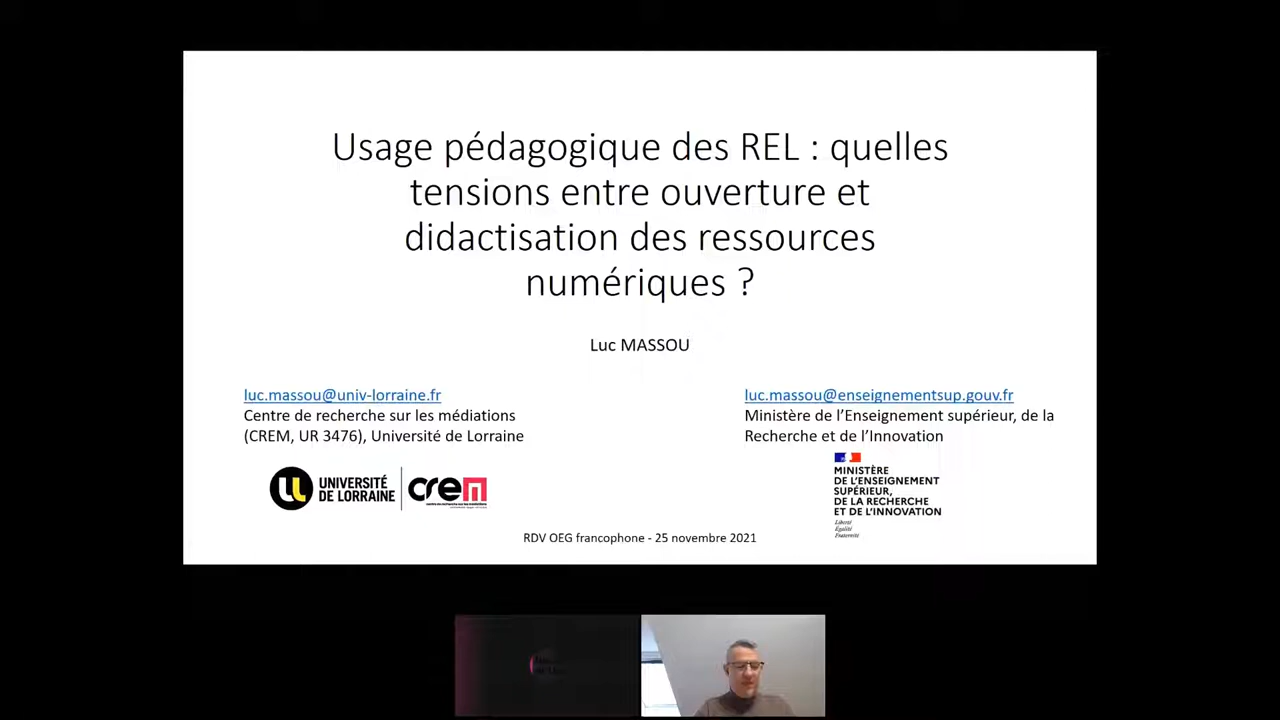 Usage pédagogique des REL : quelles
tensions entre ouverture et
didactisation des ressources
numériques ?
Luc MASSOU
luc.massou@univ-lorraine.fr
Centre de recherche sur les médiations
(CREM, UR 3476), Université de Lorraine
luc.massou@enseignementsup.gouv.fr
Ministère de l'Enseignement supérieur, de la
Recherche et de l'Innovation
UNIVERSITÉ
DE LORRAINE
crem
MINISTÈRE
DE L'ENSEIGNEMENT
SUPÉRIEUR,
DE LA RECHERCHE
ET DE L'INNOVATION
Liberté
Égalité
Fraternité
RDV OEG francophone - 25 novembre 2021